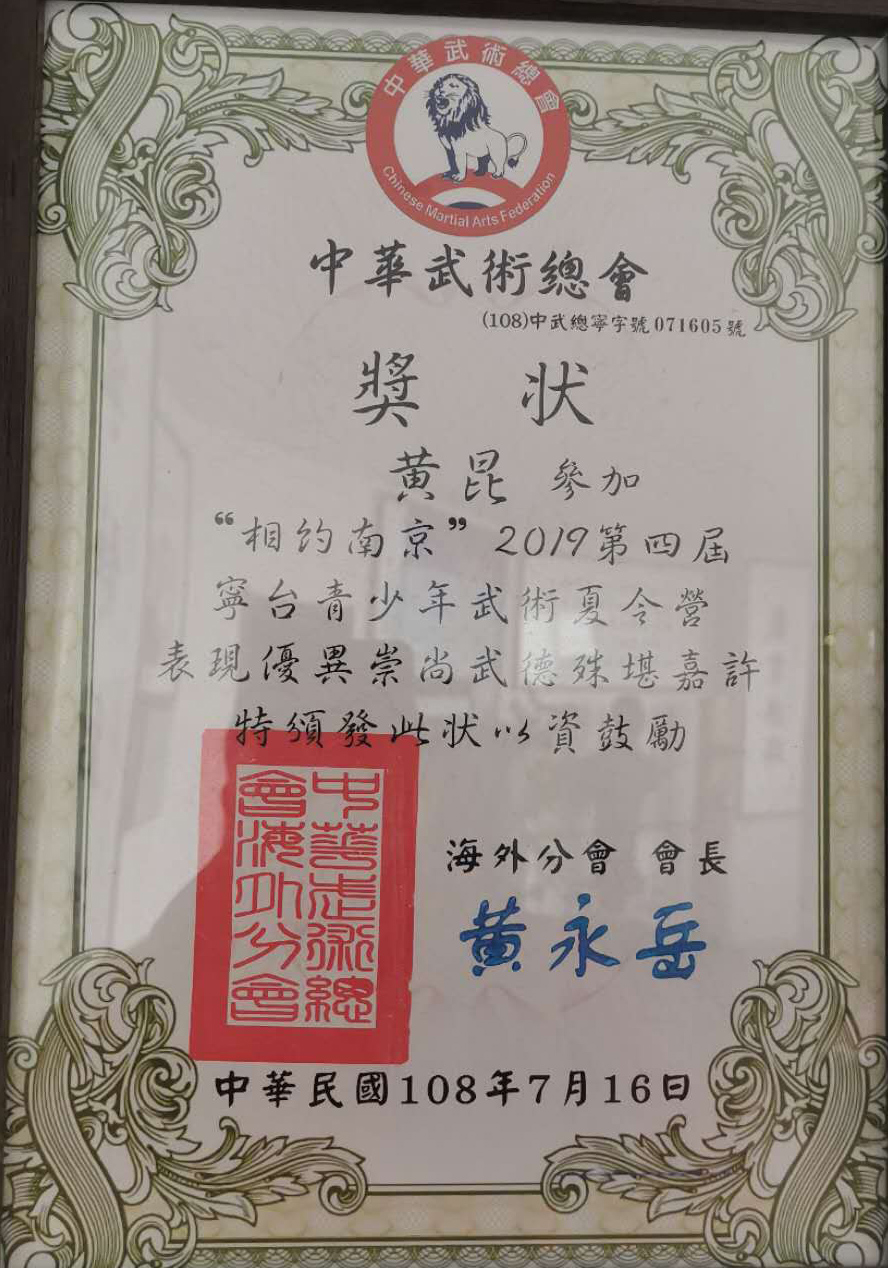 中華武術總會
Chinese Martial Arts Federation
中華武術總會
(108)中武總寧字號071605號
獎狀
黃昆 參加
“相約南京”2019第四屆
寧台青少年武術夏令營
表現優異崇尚武德殊堪嘉許
特頒發此狀以資鼓勵
中華武術總
會海外分會
海外分會 會長
黃永岳
中華民國108年7月16日